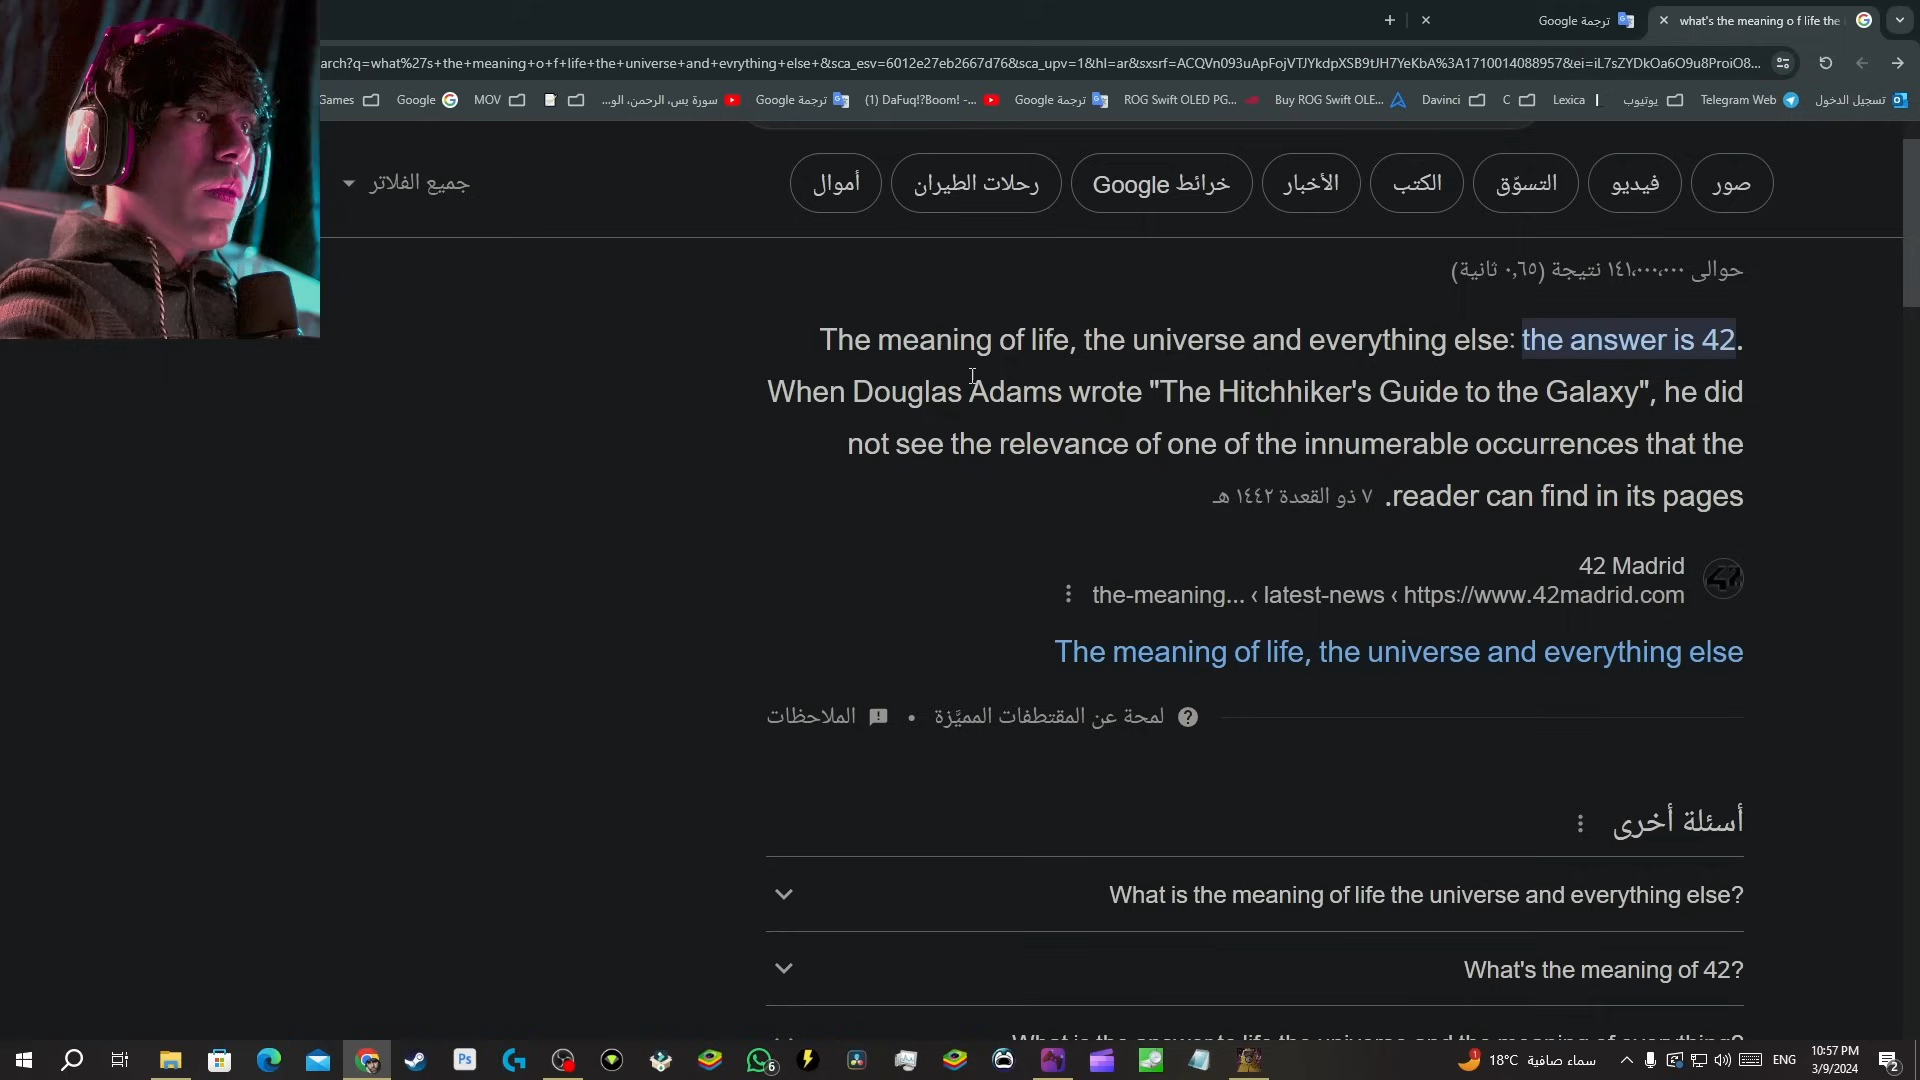 ترجمة Google
what's the meaning o f life the
arch?q=what%27s+the+meaning+o+f+life+the+universe+and+evrything+else+&sca_esv=6012e27eb2667d76&sca_upv=1&hl=ar&sxsrf=ACQVn093uApFojVTJYkdpXSB9tJH7YeKbA%3A1710014088957&ei=iL7sZYDkOa6O9u8ProiO8...
تسجيل الدخول
Telegram Web
يوتيوب
Lexica
C
Davinci
Buy ROG Swift OLE...
ROG Swift OLED PG...
ترجمة Google
(1) DaFuq!?Boom! -...
ترجمة Google
سورة يس، الرحمن، الو...
MOV
Google
Games
صور
فيديو
التسوّق
الكتب
الأخبار
خرائط Google
رحلات الطيران
أموال
جميع الفلاتر
حوالى ١٤١،٠٠٠،٠٠٠ نتيجة (٠,٦٥ ثانية)
The meaning of life, the universe and everything else: the answer is 42.
When Douglas Adams wrote "The Hitchhiker's Guide to the Galaxy", he did
not see the relevance of one of the innumerable occurrences that the
reader can find in its pages. ٧ ذو القعدة ١٤٤٢ هـ
42 Madrid
https://www.42madrid.com › latest-news › the-meaning...
The meaning of life, the universe and everything else
لمحة عن المقتطفات المميَّزة • الملاحظات
أسئلة أخرى
What is the meaning of life the universe and everything else?
What's the meaning of 42?
Ps
6
1
18°C سماء صافية
ENG
10:57 PM
3/9/2024
2